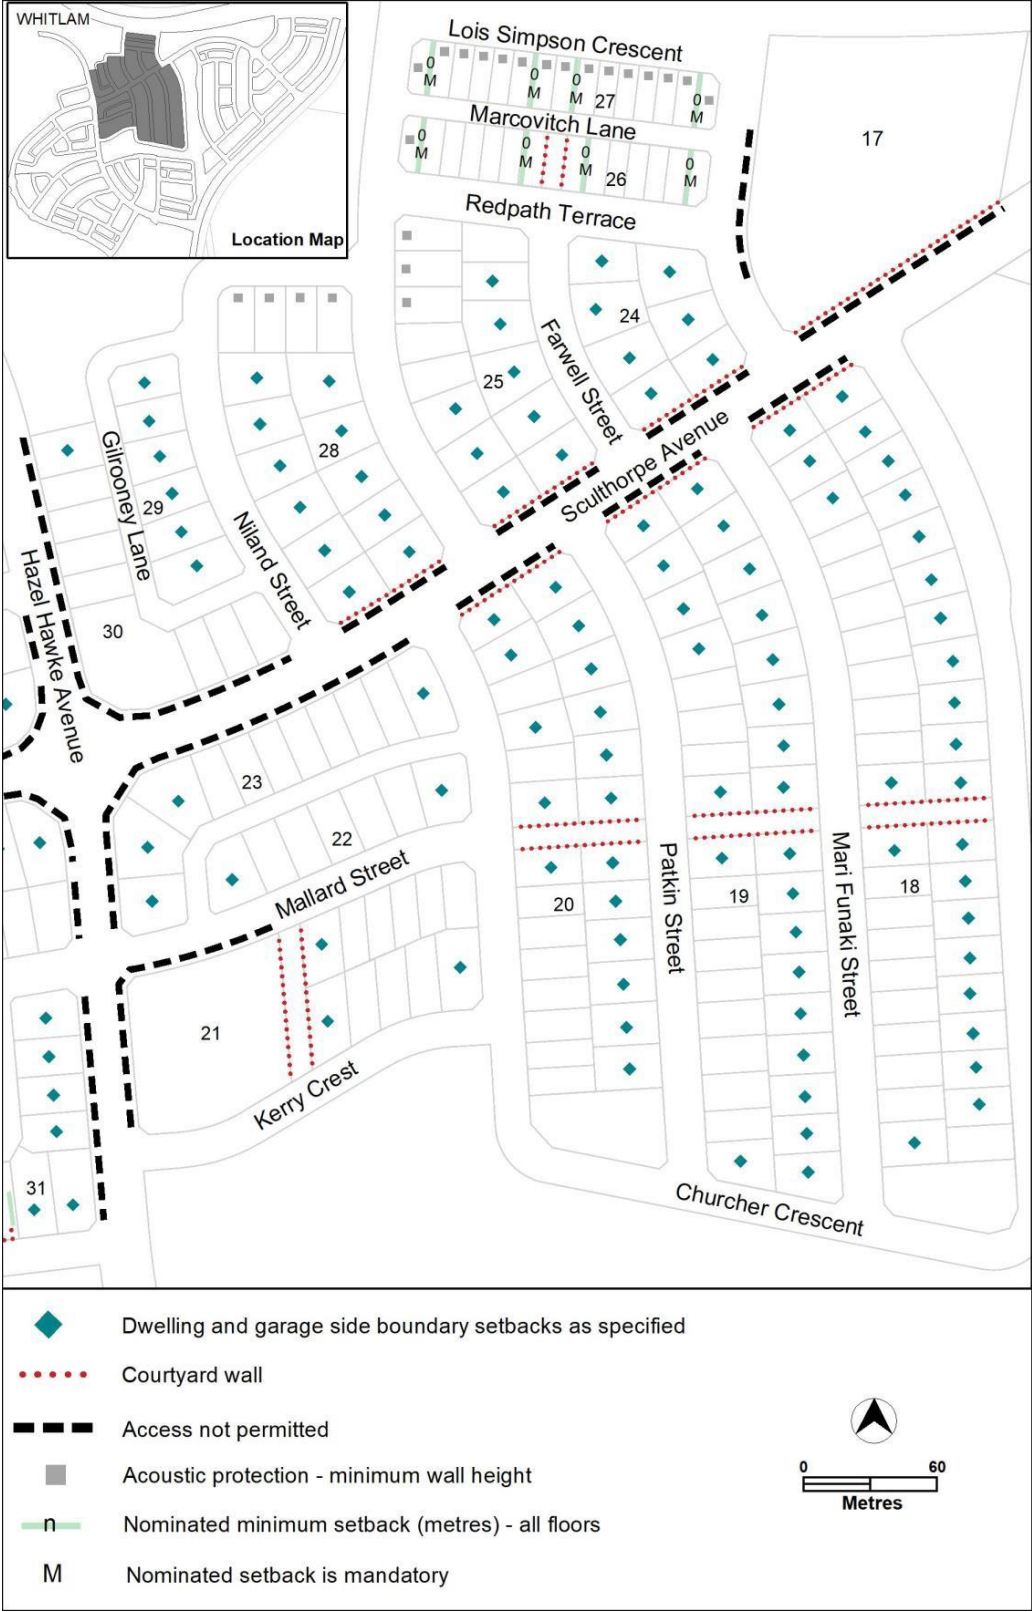 WHITLAM
Location Map
Lois Simpson Crescent
0
M
0
M
0
M
27
0
M
Marcovitch Lane
0
M
0
M
0
M
26
0
M
Redpath Terrace
17
24
Farwell Street
25
Sculthorpe Avenue
28
Gilrooney Lane
29
Niland Street
Hazel Hawke Avenue
30
23
22
Mallard Street
21
Kerry Crest
20
Patkin Street
19
Mari Funaki Street
18
31
Churcher Crescent
Dwelling and garage side boundary setbacks as specified
Courtyard wall
Access not permitted
Acoustic protection - minimum wall height
n Nominated minimum setback (metres) - all floors
M Nominated setback is mandatory
0 60
Metres